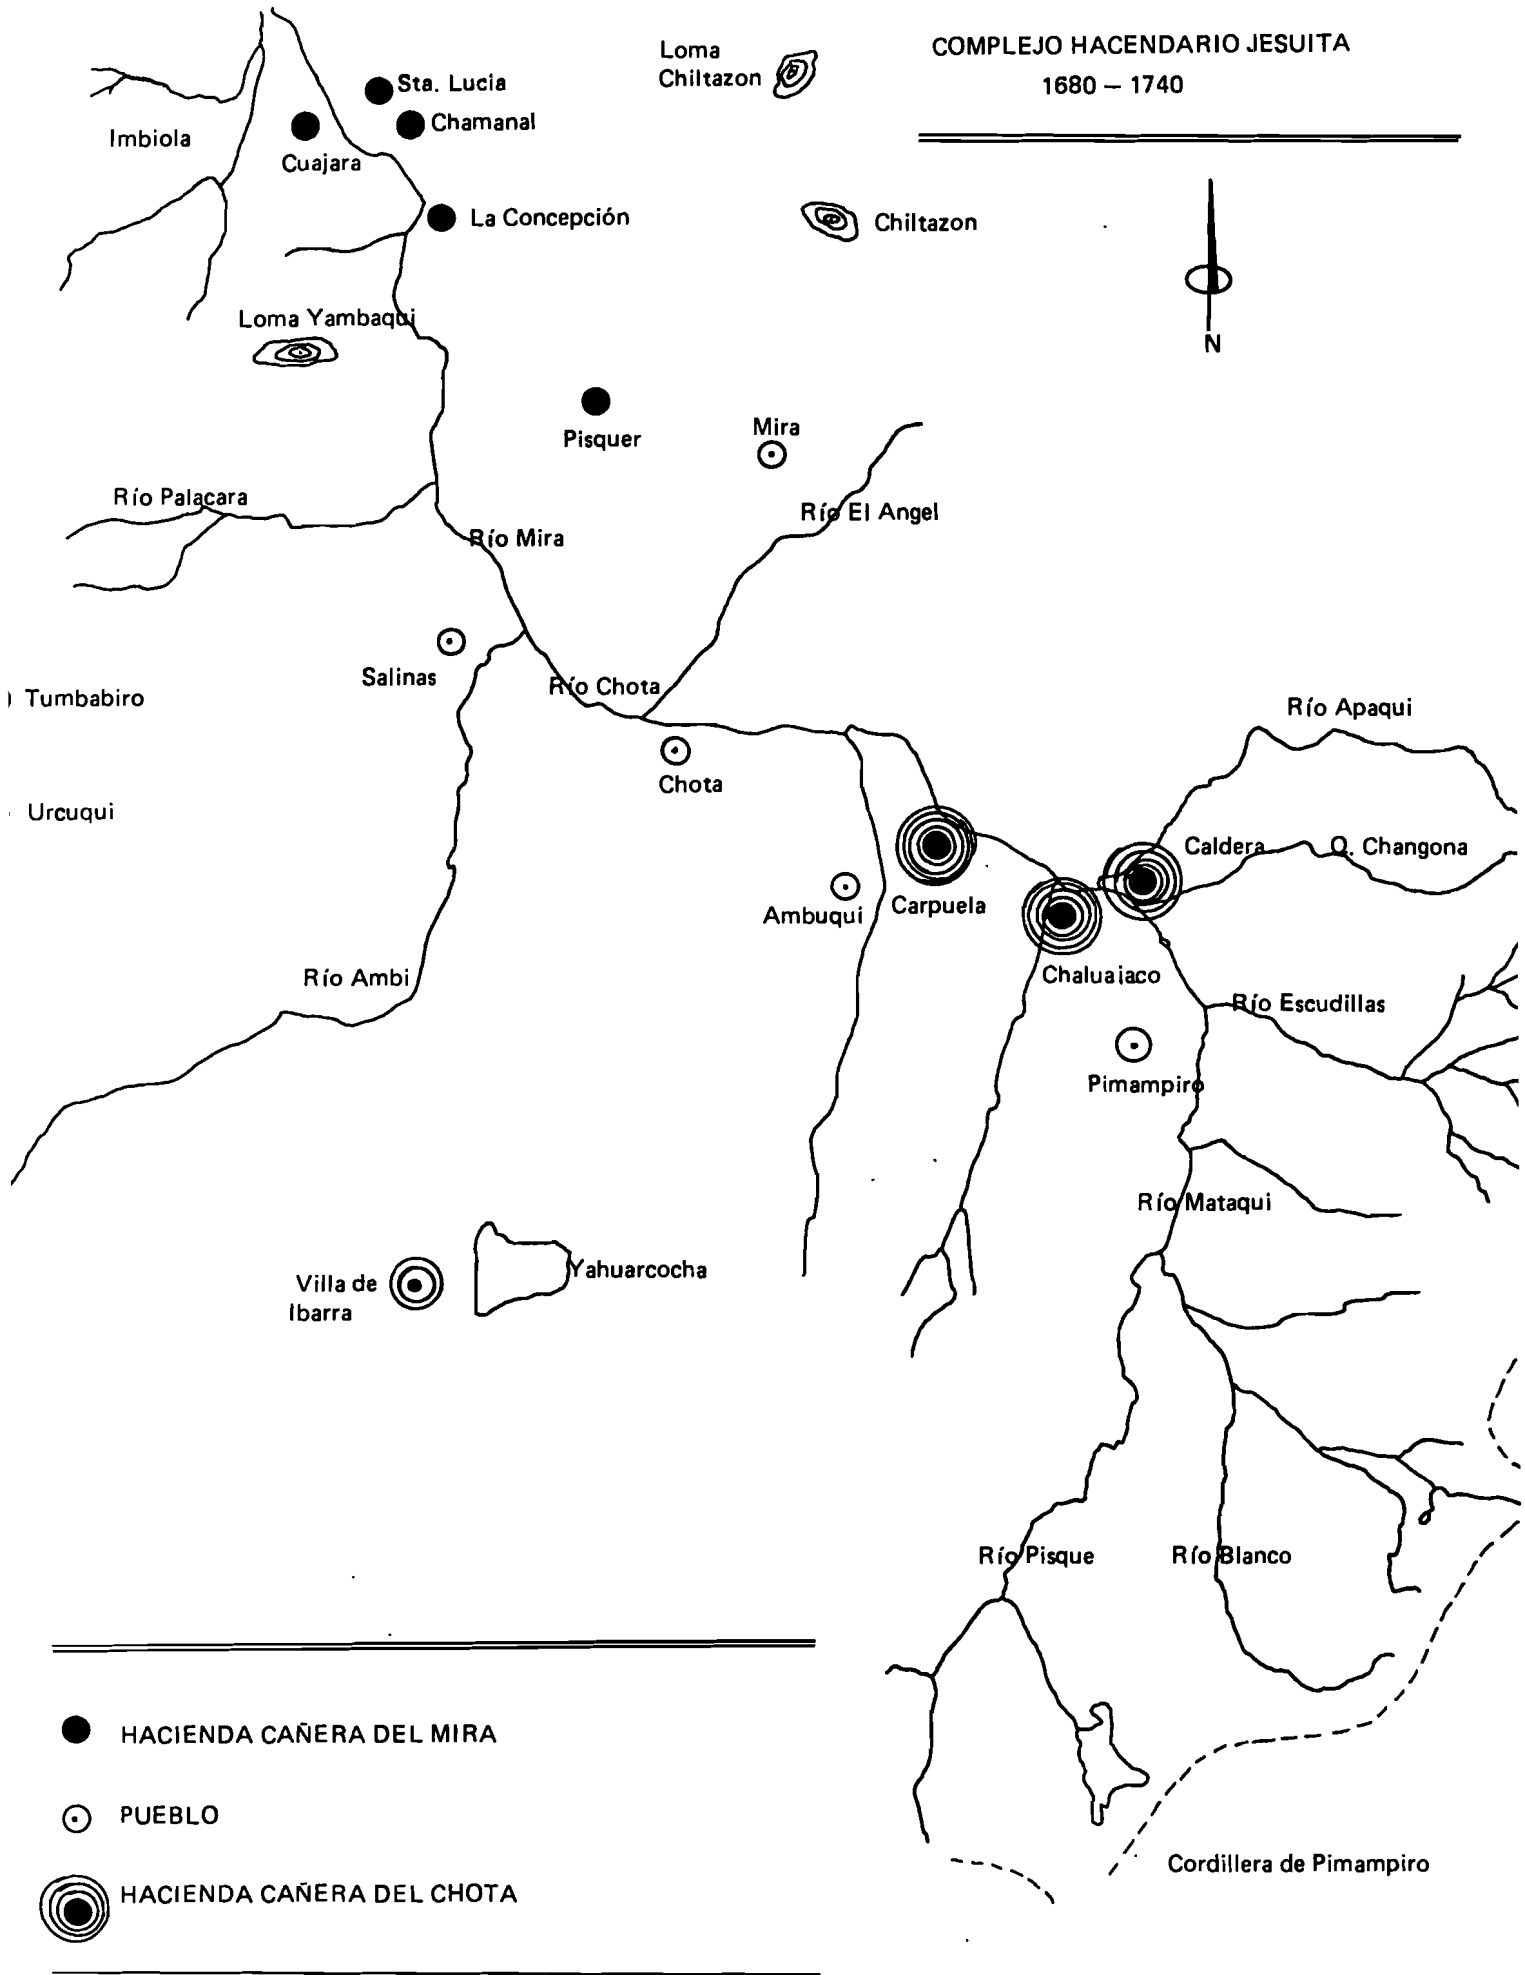 COMPLEJO HACENDARIO JESUITA
1680 – 1740
Loma
Chiltazon
Sta. Lucia
Chamanal
Imbiola
Cuajara
La Concepción
Chiltazon
Loma Yambaqui
N
Pisquer
Mira
Río Palacara
Río El Angel
Río Mira
Salinas
Río Chota
Tumbabiro
Río Apaqui
Chota
Urcuqui
Caldera
Q. Changona
Ambuqui
Carpuela
Chaluajaco
Río Ambi
Río Escudillas
Pimampiro
Río Mataqui
Villa de
Ibarra
Yahuarcocha
Río Pisque
Río Blanco
HACIENDA CAÑERA DEL MIRA
PUEBLO
HACIENDA CAÑERA DEL CHOTA
Cordillera de Pimampiro